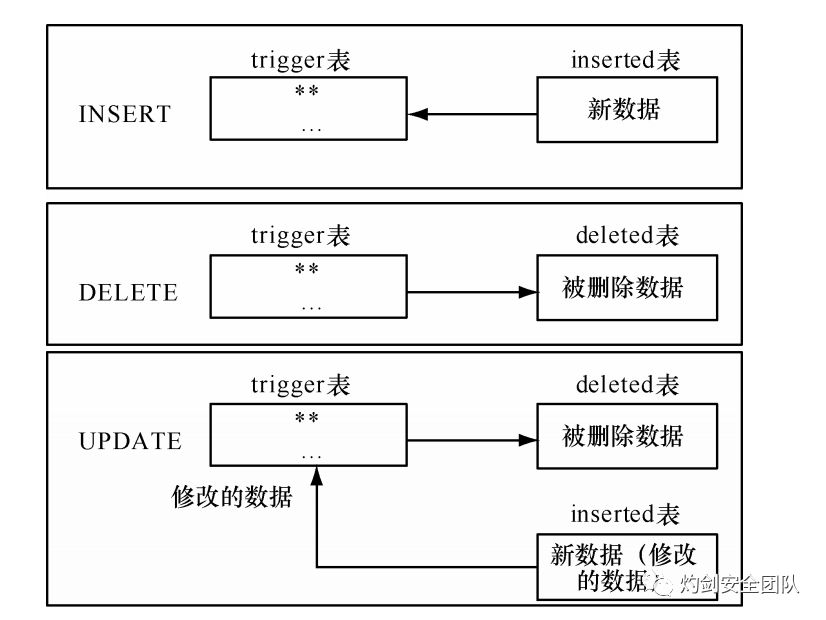 trigger表
inserted表
INSERT
**
...
新数据
trigger表
deleted表
DELETE
**
...
被删除数据
trigger表
deleted表
UPDATE
**
...
被删除数据
修改的数据
inserted表
新数据（修改
的数据）
灼剑安全团队